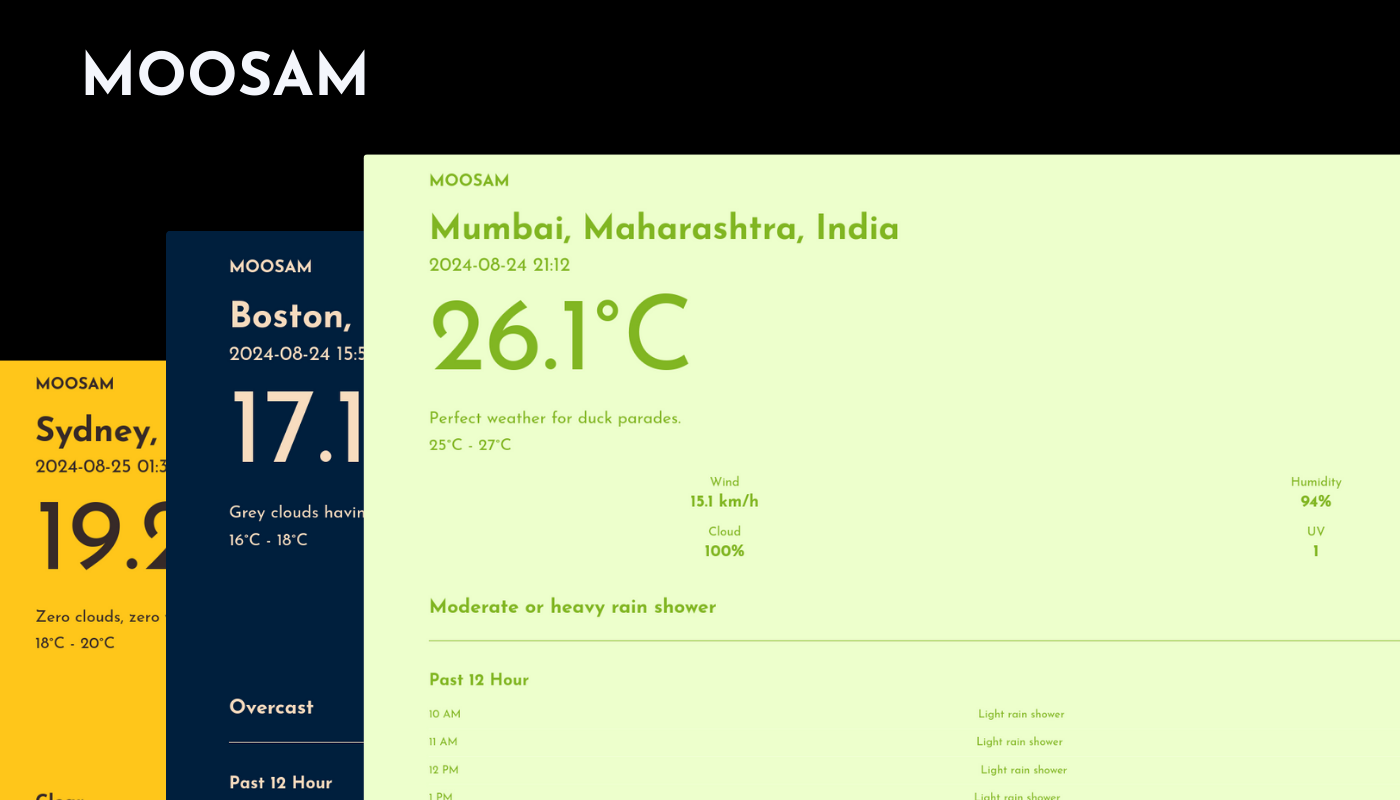 MOOSAM
MOOSAM
Mumbai, Maharashtra, India
2024-08-24 21:12
26.1°C
Perfect weather for duck parades.
25°C - 27°C
Wind
15.1 km/h
Humidity
94%
Cloud
100%
UV
1
Moderate or heavy rain shower
Past 12 Hour
10 AM Light rain shower
11 AM Light rain shower
12 PM Light rain shower
1 PM Light rain shower
MOOSAM
Boston,
2024-08-24 15:5
17.1
Grey clouds havin
16°C - 18°C
Overcast
Past 12 Hour
MOOSAM
Sydney,
2024-08-25 01:3
19.2
Zero clouds, zero
18°C - 20°C
Clear